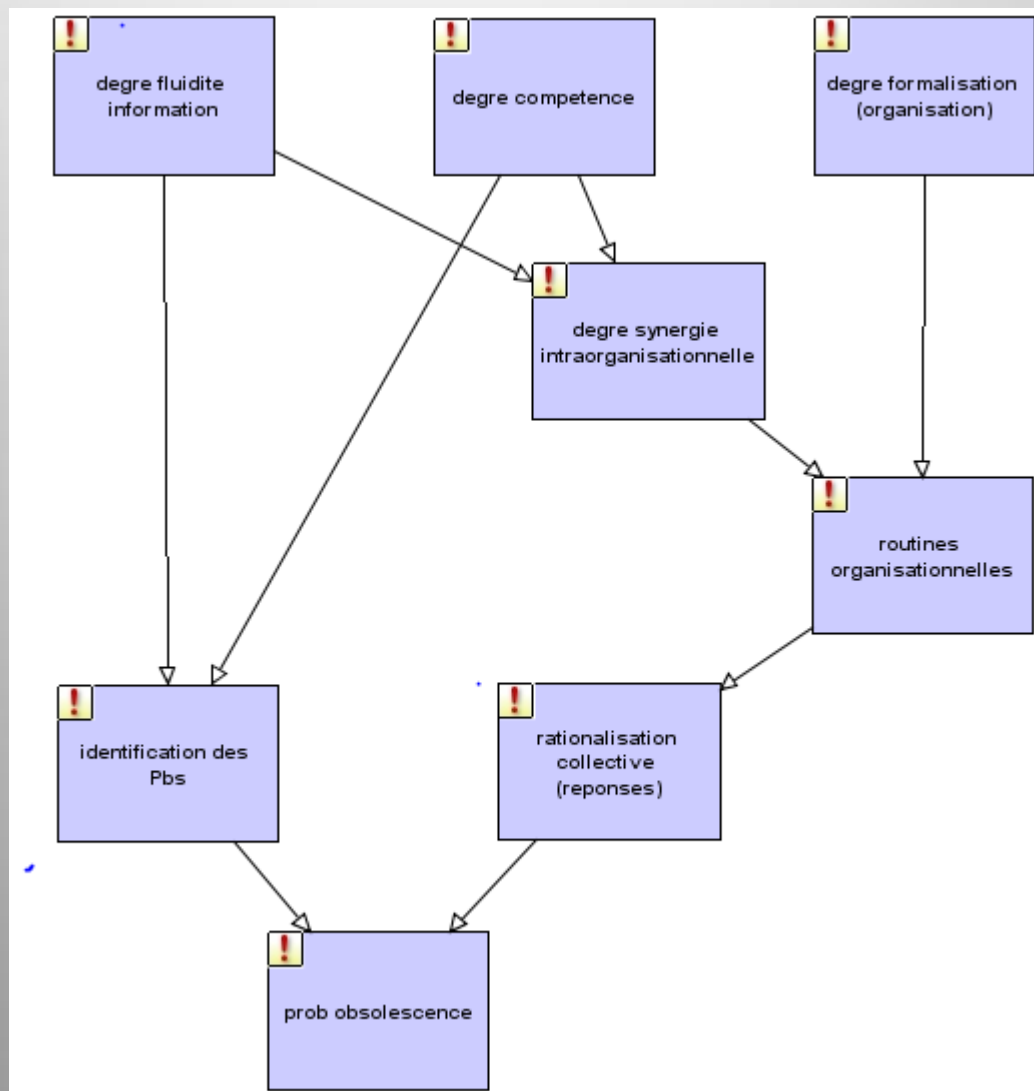 degre fluidite
information
degre competence
degre formalisation
(organisation)
degre synergie
intraorganisationnelle
routines
organisationnelles
identification des
Pbs
rationalisation
collective
(reponses)
prob obsolescence